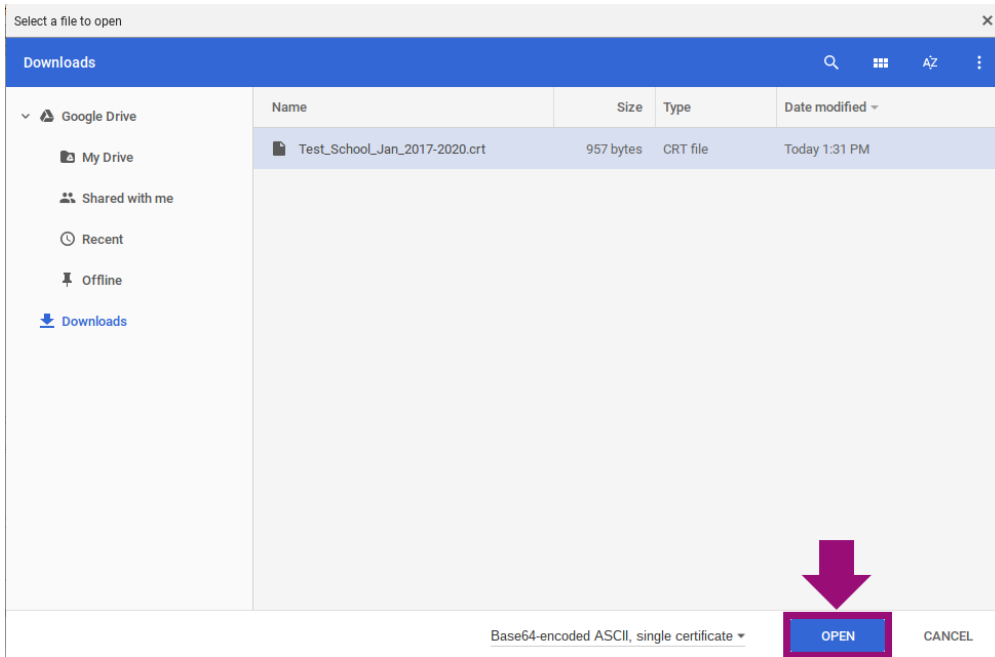 Select a file to open
Downloads
AZ
Google Drive
My Drive
Shared with me
Recent
Offline
Downloads
Name Size Type Date modified
Test_School_Jan_2017-2020.crt 957 bytes CRT file Today 1:31 PM
Base64-encoded ASCII, single certificate OPEN CANCEL